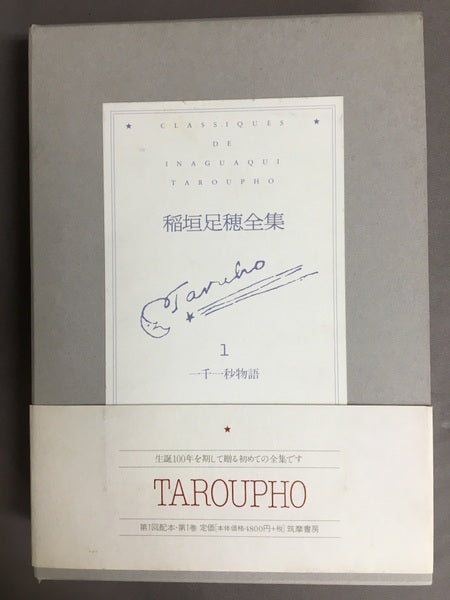 CLASSIQUES
DE
INAGUAQUI
TAROUPHO
稲垣足穂全集
Taruho
1
一千一秒物語
生誕100年を期して贈る初めての全集です
TAROUPHO
第1回配本・第1巻 定価[本体価格4800円+税] 筑摩書房